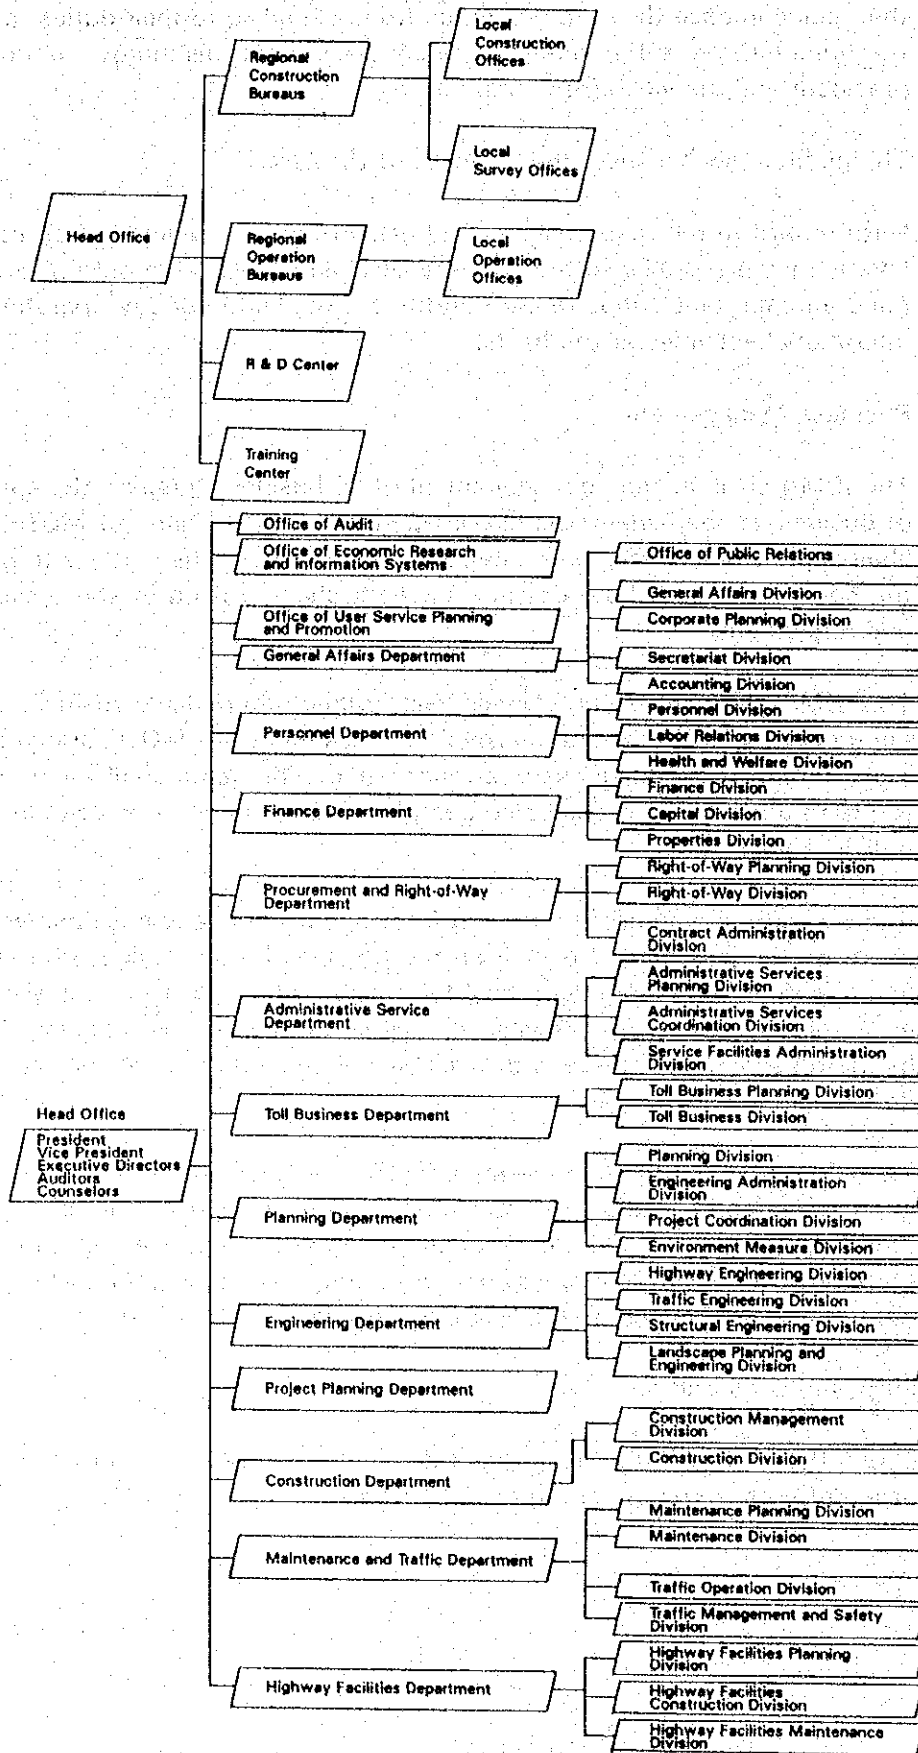 Head Office
Regional
Construction
Bureaus
Local
Construction
Offices
Local
Survey Offices
Regional
Operation
Bureaus
Local
Operation
Offices
R & D Center
Training
Center
Head Office
President
Vice President
Executive Directors
Auditors
Counselors
Office of Audit
Office of Economic Research
and Information Systems
Office of User Service Planning
and Promotion
General Affairs Department
Office of Public Relations
General Affairs Division
Corporate Planning Division
Secretariat Division
Accounting Division
Personnel Department
Personnel Division
Labor Relations Division
Health and Welfare Division
Finance Department
Finance Division
Capital Division
Properties Division
Procurement and Right-of-Way
Department
Right-of-Way Planning Division
Right-of-Way Division
Contract Administration
Division
Administrative Service
Department
Administrative Services
Planning Division
Administrative Services
Coordination Division
Service Facilities Administration
Division
Toll Business Department
Toll Business Planning Division
Toll Business Division
Planning Department
Planning Division
Engineering Administration
Division
Project Coordination Division
Environment Measure Division
Engineering Department
Highway Engineering Division
Traffic Engineering Division
Structural Engineering Division
Landscape Planning and
Engineering Division
Project Planning Department
Construction Department
Construction Management
Division
Construction Division
Maintenance and Traffic Department
Maintenance Planning Division
Maintenance Division
Traffic Operation Division
Traffic Management and Safety
Division
Highway Facilities Department
Highway Facilities Planning
Division
Highway Facilities
Construction Division
Highway Facilities Maintenance
Division